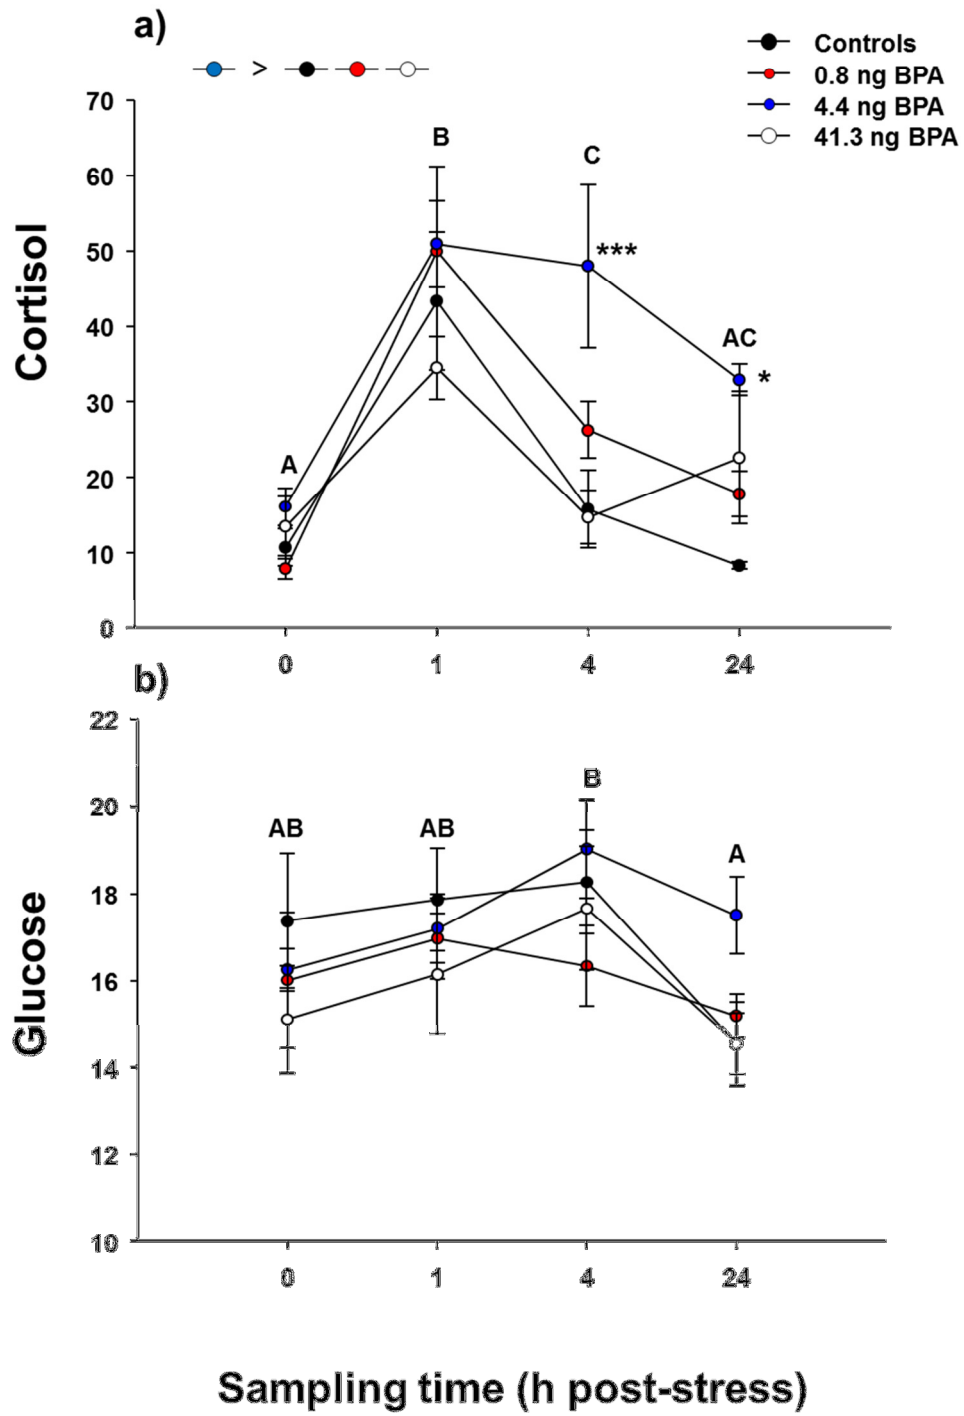 a)
>
Controls
0.8 ng BPA
4.4 ng BPA
41.3 ng BPA
Cortisol
70
60
50
40
30
20
10
0
A
B
C
***
AC
*
0 1 4 24
b)
Glucose
22
20
18
16
14
12
10
AB
AB
B
A
0 1 4 24
Sampling time (h post-stress)